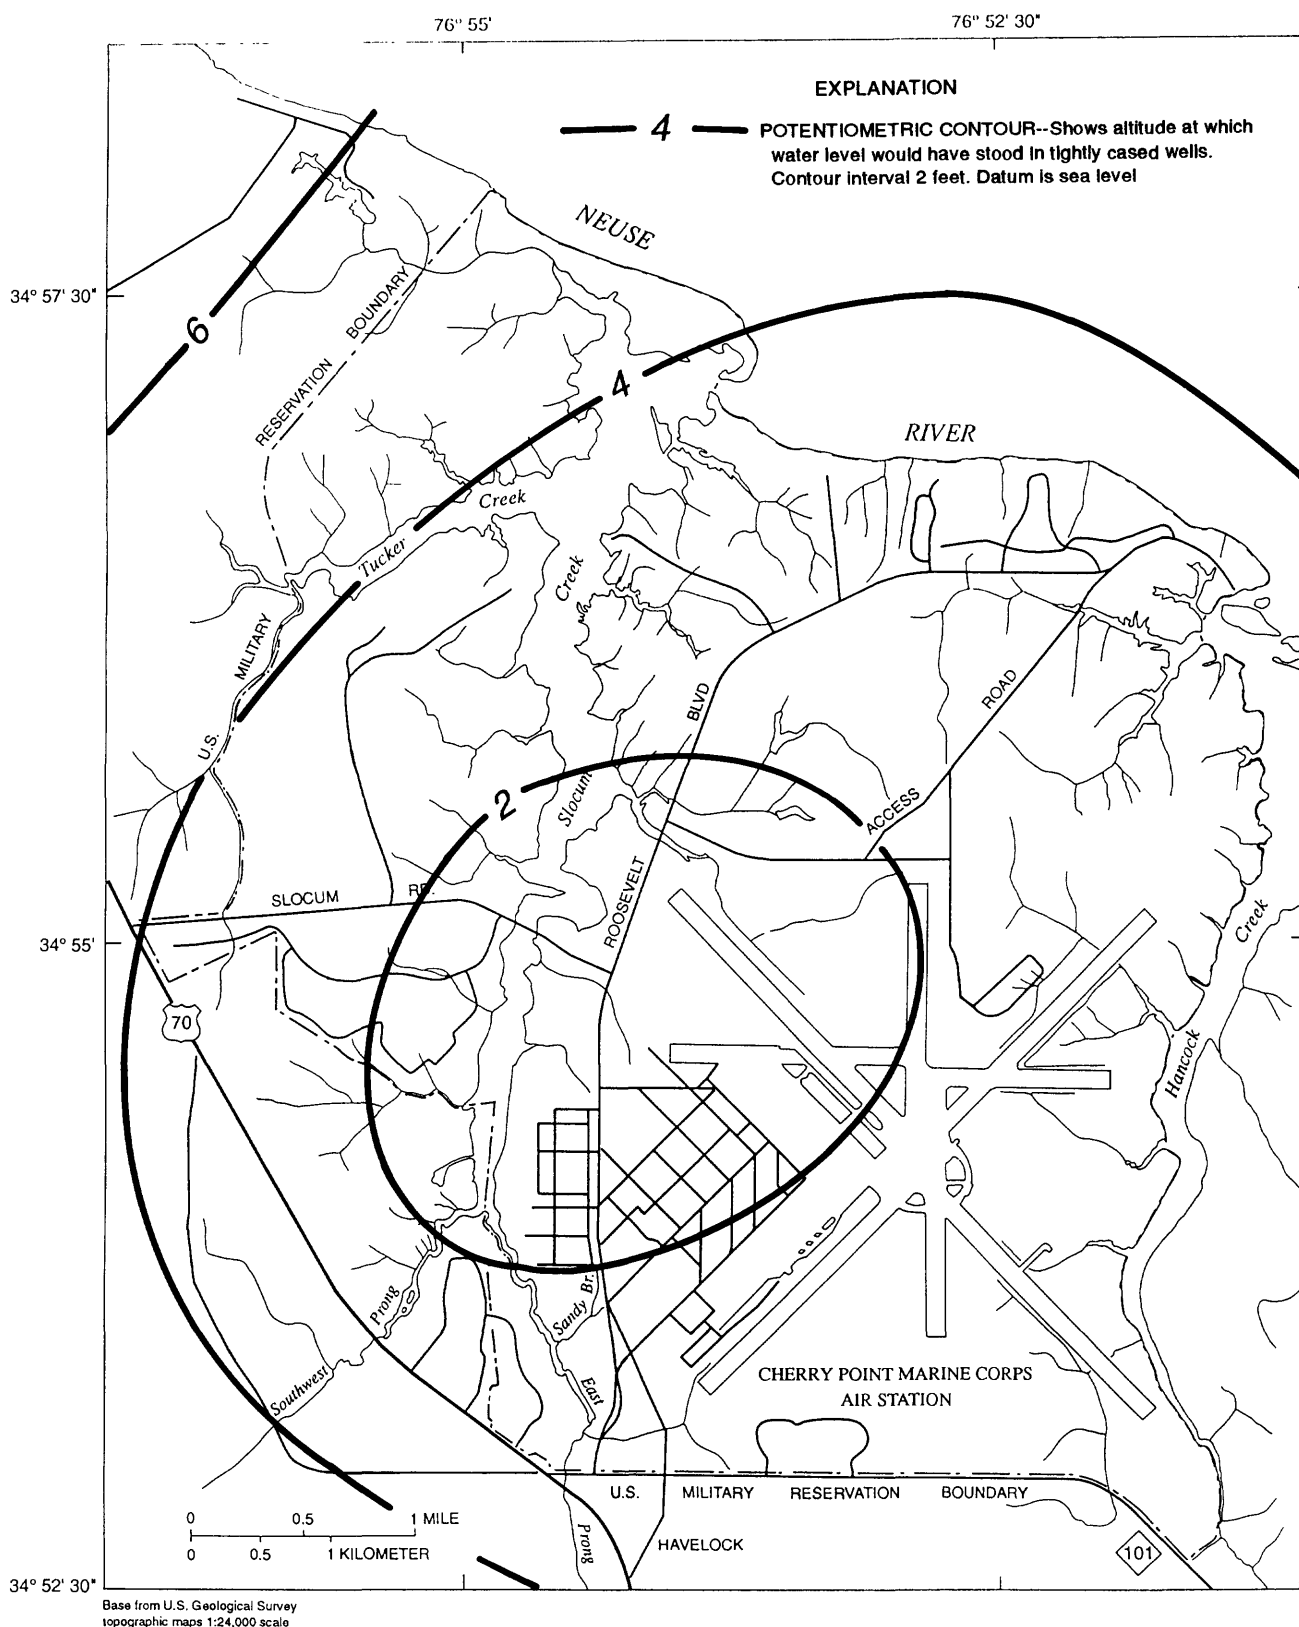 76° 55'
76° 52' 30"
EXPLANATION
4
POTENTIOMETRIC CONTOUR--Shows altitude at which
water level would have stood in tightly cased wells.
Contour interval 2 feet. Datum is sea level
NEUSE
34° 57' 30"
BOUNDARY
6
RESERVATION
4
RIVER
Creek
Tucker
Creek
MILITARY
BLVD
ROAD
U.S.
2
Slocum
ACCESS
ROOSEVELT
SLOCUM RD.
Creek
34° 55'
70
Hancock
Prong
Sandy Br.
Southwest
East
CHERRY POINT MARINE CORPS
AIR STATION
U.S. MILITARY RESERVATION BOUNDARY
0 0.5 1 MILE
0 0.5 1 KILOMETER
Prong
HAVELOCK
101
34° 52' 30"
Base from U.S. Geological Survey
topographic maps 1:24,000 scale